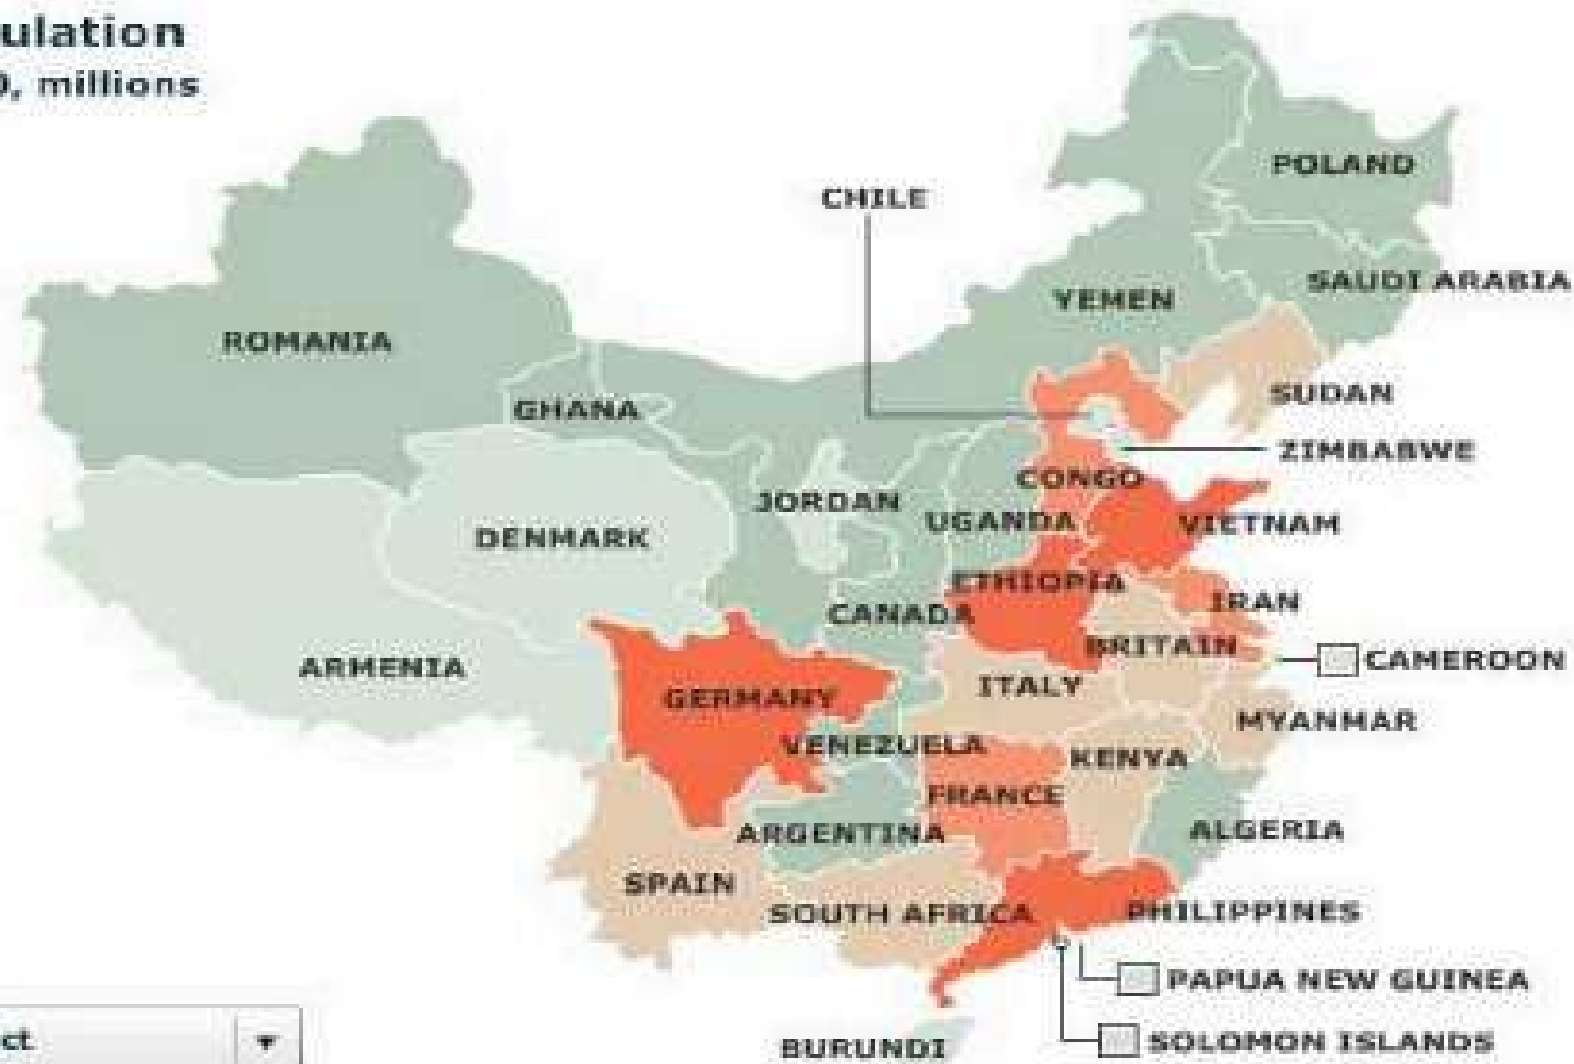 ulation
0, millions
POLAND
CHILE
SAUDI ARABIA
YEMEN
ROMANIA
SUDAN
GHANA
ZIMBABWE
CONGO
JORDAN
UGANDA
VIETNAM
DENMARK
ETHIOPIA
IRAN
CANADA
BRITAIN
CAMEROON
ARMENIA
ITALY
GERMANY
MYANMAR
VENEZUELA
KENYA
FRANCE
ARGENTINA
ALGERIA
SPAIN
SOUTH AFRICA
PHILIPPINES
PAPUA NEW GUINEA
ct
SOLOMON ISLANDS
BURUNDI